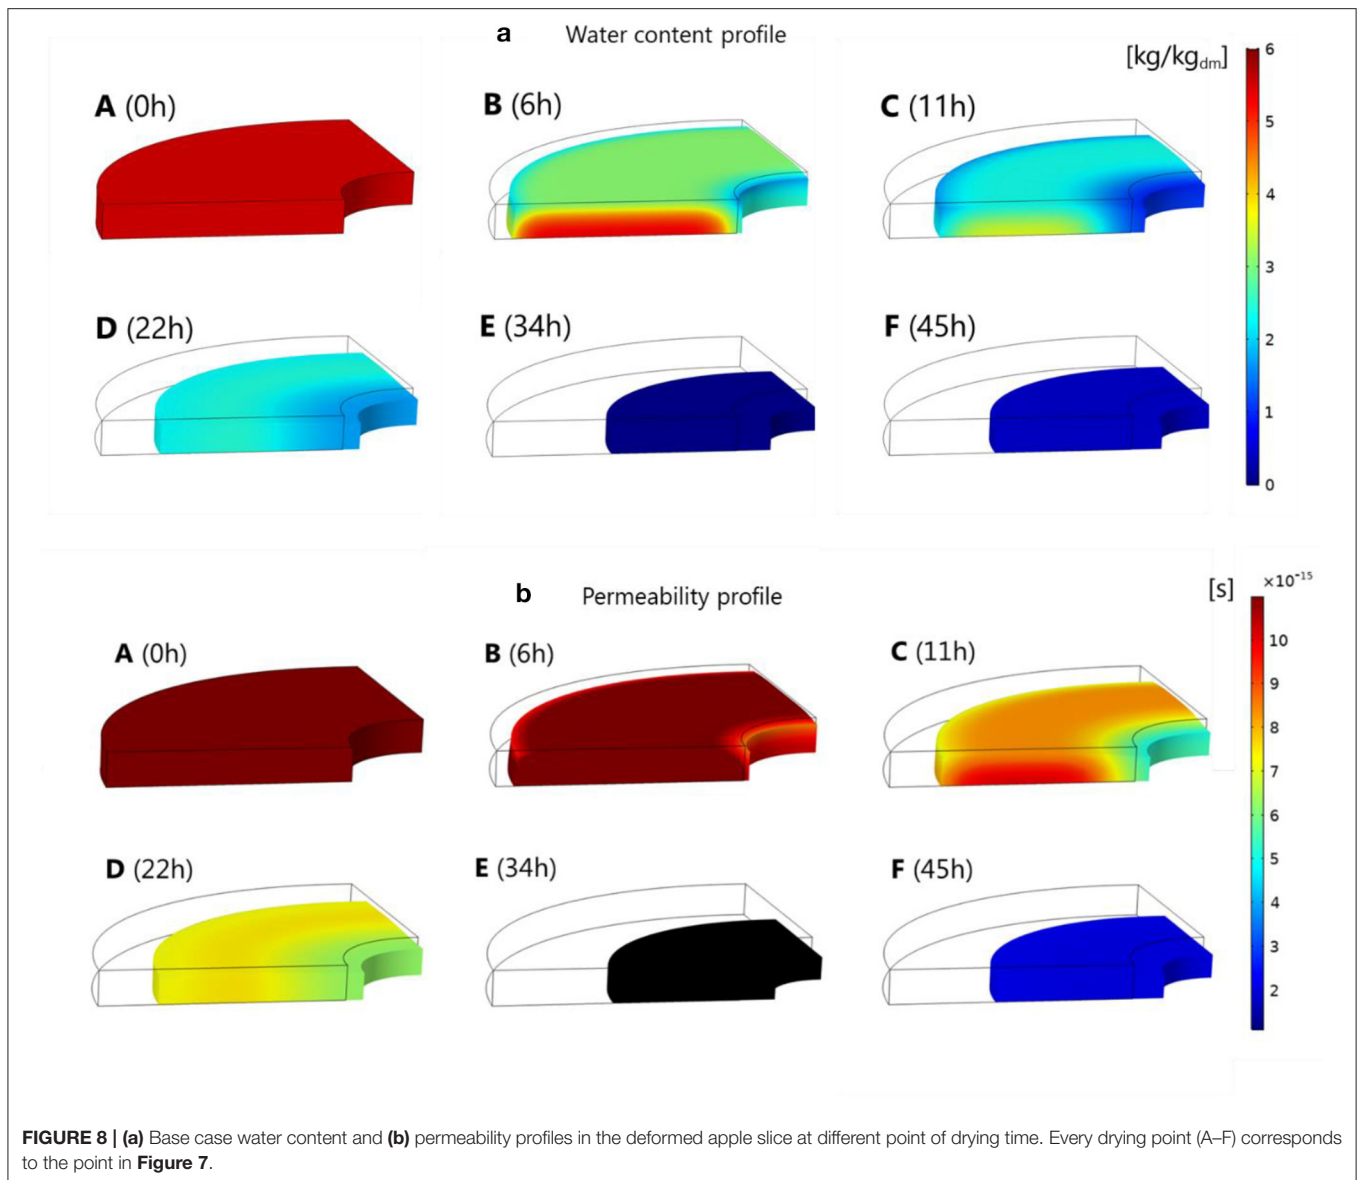 a Water content profile
[kg/kgdm]
A (0h)
B (6h)
C (11h)
D (22h)
E (34h)
F (45h)
6
5
4
3
2
1
0
b Permeability profile
[s]
×10⁻¹⁵
A (0h)
B (6h)
C (11h)
D (22h)
E (34h)
F (45h)
10
9
8
7
6
5
4
3
2
FIGURE 8 | (a) Base case water content and (b) permeability profiles in the deformed apple slice at different point of drying time. Every drying point (A–F) corresponds
to the point in Figure 7.